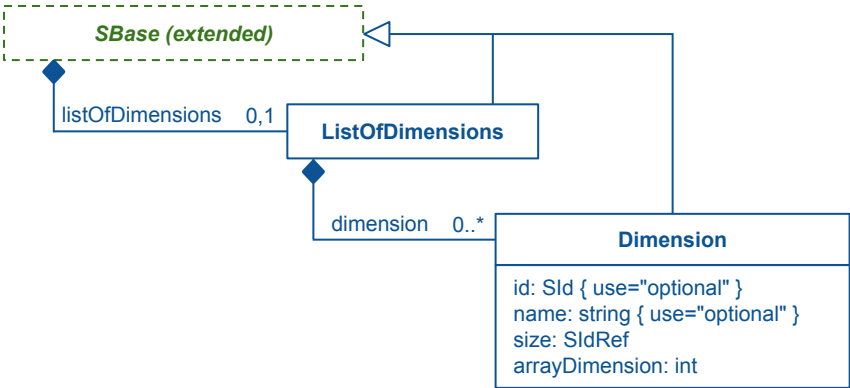 SBase (extended)
listOfDimensions 0,1
ListOfDimensions
dimension 0..*
Dimension
id: SId { use="optional" }
name: string { use="optional" }
size: SIdRef
arrayDimension: int